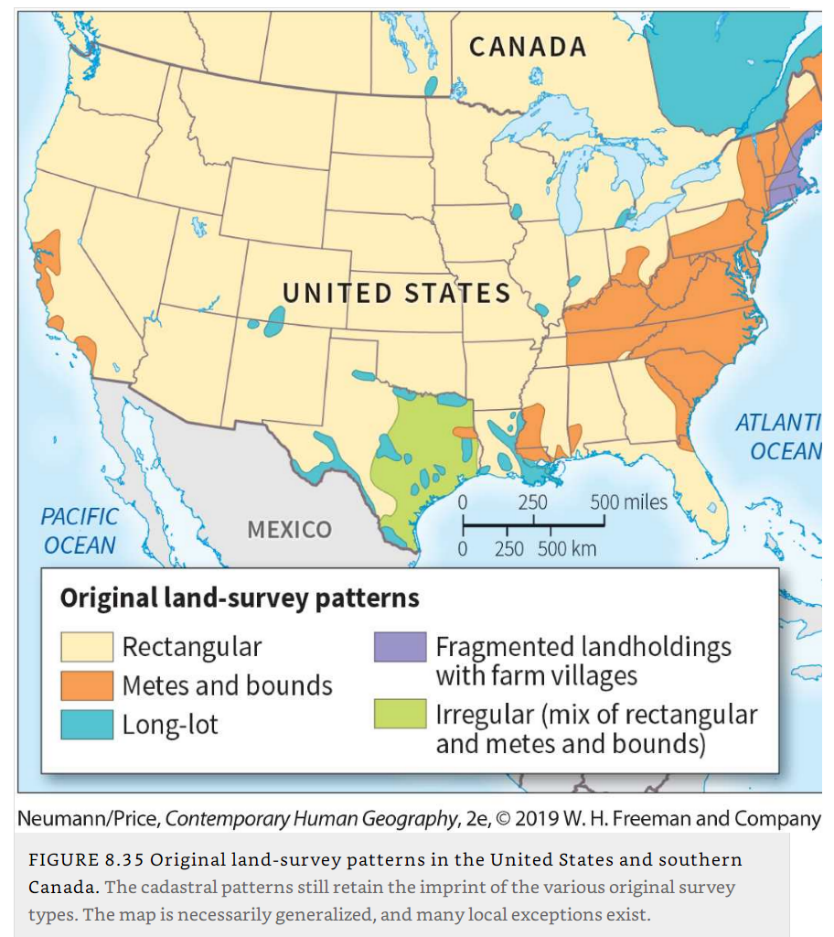 CANADA
UNITED STATES
ATLANTI
OCEAN
PACIFIC
OCEAN
MEXICO
0 250 500 miles
0 250 500 km
Original land-survey patterns
Rectangular
Metes and bounds
Long-lot
Fragmented landholdings
with farm villages
Irregular (mix of rectangular
and metes and bounds)
Neumann/Price, Contemporary Human Geography, 2e, © 2019 W. H. Freeman and Company
FIGURE 8.35 Original land-survey patterns in the United States and southern
Canada. The cadastral patterns still retain the imprint of the various original survey
types. The map is necessarily generalized, and many local exceptions exist.